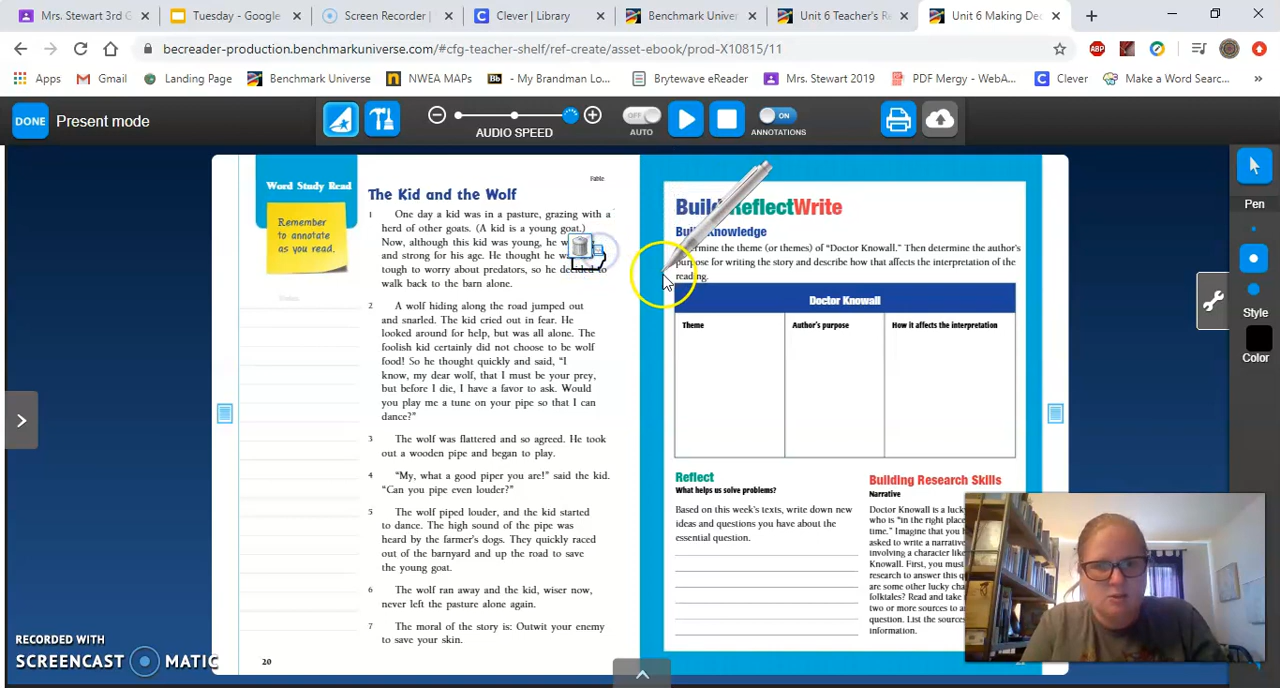 Mrs. Stewart 3rd G
Tuesday - Google
Screen Recorder |
Clever | Library
Benchmark Univer
Unit 6 Teacher's Re
Unit 6 Making Dec
becreader-production.benchmarkuniverse.com/#cfg-teacher-shelf/ref-create/asset-ebook/prod-X10815/11
ABP
Apps
Gmail
Landing Page
Benchmark Universe
NWEA MAPs
Bb
- My Brandman Lo...
Brytewave eReader
Mrs. Stewart 2019
PDF Mergy - WebA...
Clever
Make a Word Searc...
»
DONE
Present mode
AUDIO SPEED
OFF
AUTO
ON
ANNOTATIONS
Pen
Style
Color
Word Study Read
Remember
to annotate
as you read.
Fable
The Kid and the Wolf
1 One day a kid was in a pasture, grazing with a
herd of other goats. (A kid is a young goat.)
Now, although this kid was young, he w
and strong for his age. He thought he w
tough to worry about predators, so he decided to
walk back to the barn alone.
2 A wolf hiding along the road jumped out
and snarled. The kid cried out in fear. He
looked around for help, but was all alone. The
foolish kid certainly did not choose to be wolf
food! So he thought quickly and said, “I
know, my dear wolf, that I must be your prey,
but before I die, I have a favor to ask. Would
you play me a tune on your pipe so that I can
dance?”
3 The wolf was flattered and so agreed. He took
out a wooden pipe and began to play.
4 “My, what a good piper you are!” said the kid.
“Can you pipe even louder?”
5 The wolf piped louder, and the kid started
to dance. The high sound of the pipe was
heard by the farmer’s dogs. They quickly raced
out of the barnyard and up the road to save
the young goat.
6 The wolf ran away and the kid, wiser now,
never left the pasture alone again.
7 The moral of the story is: Outwit your enemy
to save your skin.
20
BuildReflectWrite
Build Knowledge
ermine the theme (or themes) of “Doctor Knowall.” Then determine the author’s
purpose for writing the story and describe how that affects the interpretation of the
reading.
Doctor Knowall
Theme
Author’s purpose
How it affects the interpretation
Reflect
What helps us solve problems?
Based on this week’s texts, write down new
ideas and questions you have about the
essential question.
Building Research Skills
Narrative
Doctor Knowall is a luck
who is “in the right place
time.” Imagine that you h
asked to write a narrative
involving a character like
Knowall. First, you must
research to answer this q
are some other lucky cha
folktales? Read and take
two or more sources to a
question. List the sources
information.
RECORDED WITH
SCREENCAST MATIC